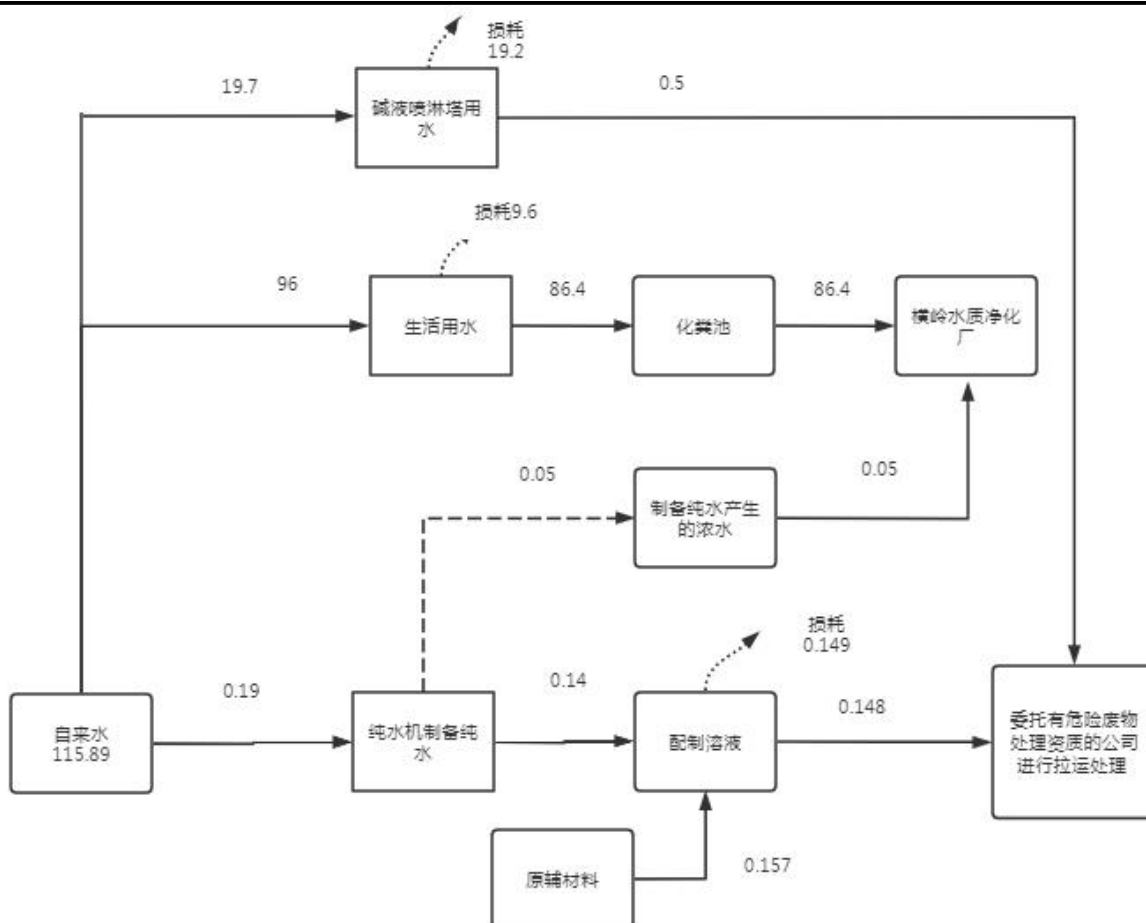 损耗
19.2
19.7
碱液喷淋塔用
水
0.5
损耗9.6
96
生活用水
86.4
化粪池
86.4
横岭水质净化
厂
0.05
制备纯水产生
的浓水
0.05
自来水
115.89
0.19
纯水机制备纯
水
0.14
损耗
0.149
配制溶液
0.148
委托有危险废物
处理资质的公司
进行拉运处理
原辅材料
0.157